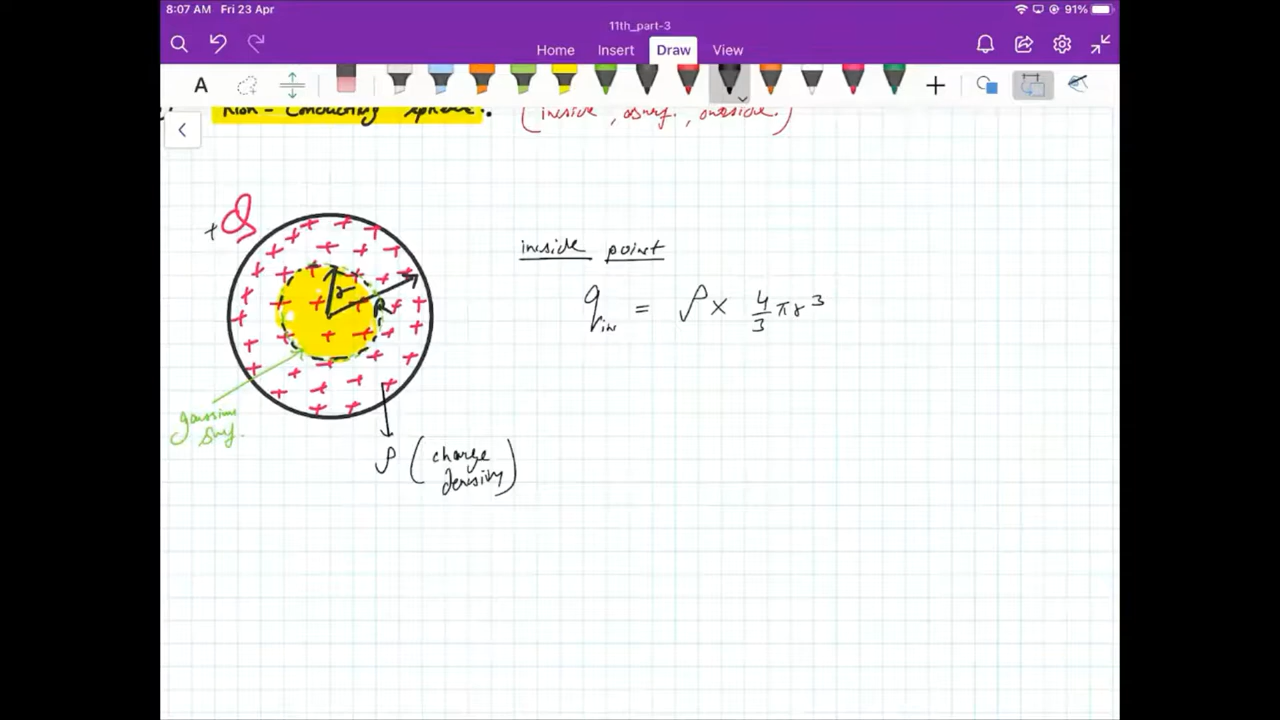 8:07 AM Fri 23 Apr
91%
11th_part-3
Home Insert Draw View
A
Non - Conducting Sphere. (inside, surf., outside.)
+Q
inside point
r
R
q_in = ρ × 4/3 πr³
gaussian
surf.
ρ (charge
density)